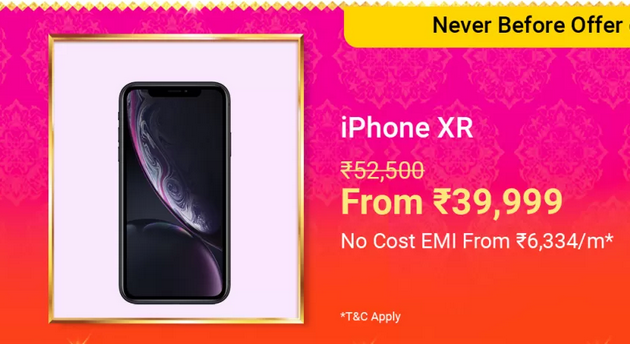 Never Before Offer
iPhone XR
₹52,500
From ₹39,999
No Cost EMI From ₹6,334/m*
*T&C Apply